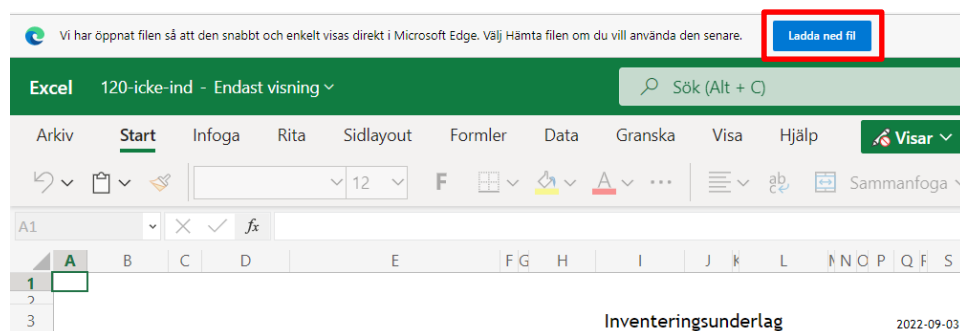 Vi har öppnat filen så att den snabbt och enkelt visas direkt i Microsoft Edge. Välj Hämta filen om du vill använda den senare. Ladda ned fil
Excel 120-icke-ind - Endast visning Sök (Alt + C)
Arkiv Start Infoga Rita Sidlayout Formler Data Granska Visa Hjälp Visar
12 F A ... ab Sammanfoga
A1 fx
A B C D E F G H I J K L M N O P Q R S
1
2
3 Inventeringsunderlag 2022-09-03